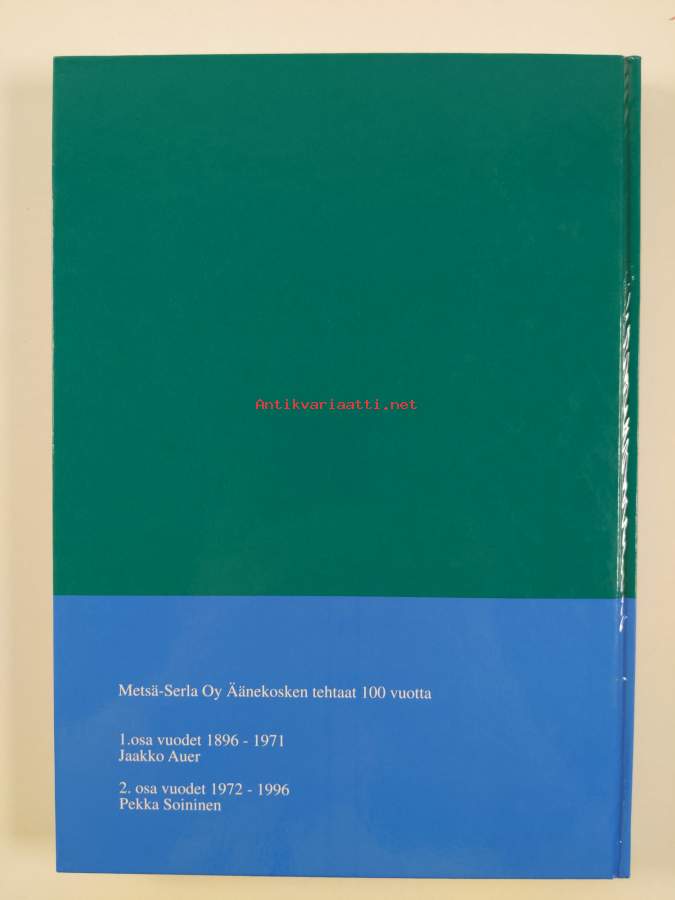 Antikvariaatti.net
Metsä-Serla Oy Äänekosken tehtaat 100 vuotta
1.osa vuodet 1896 - 1971
Jaakko Auer
2. osa vuodet 1972 - 1996
Pekka Soininen